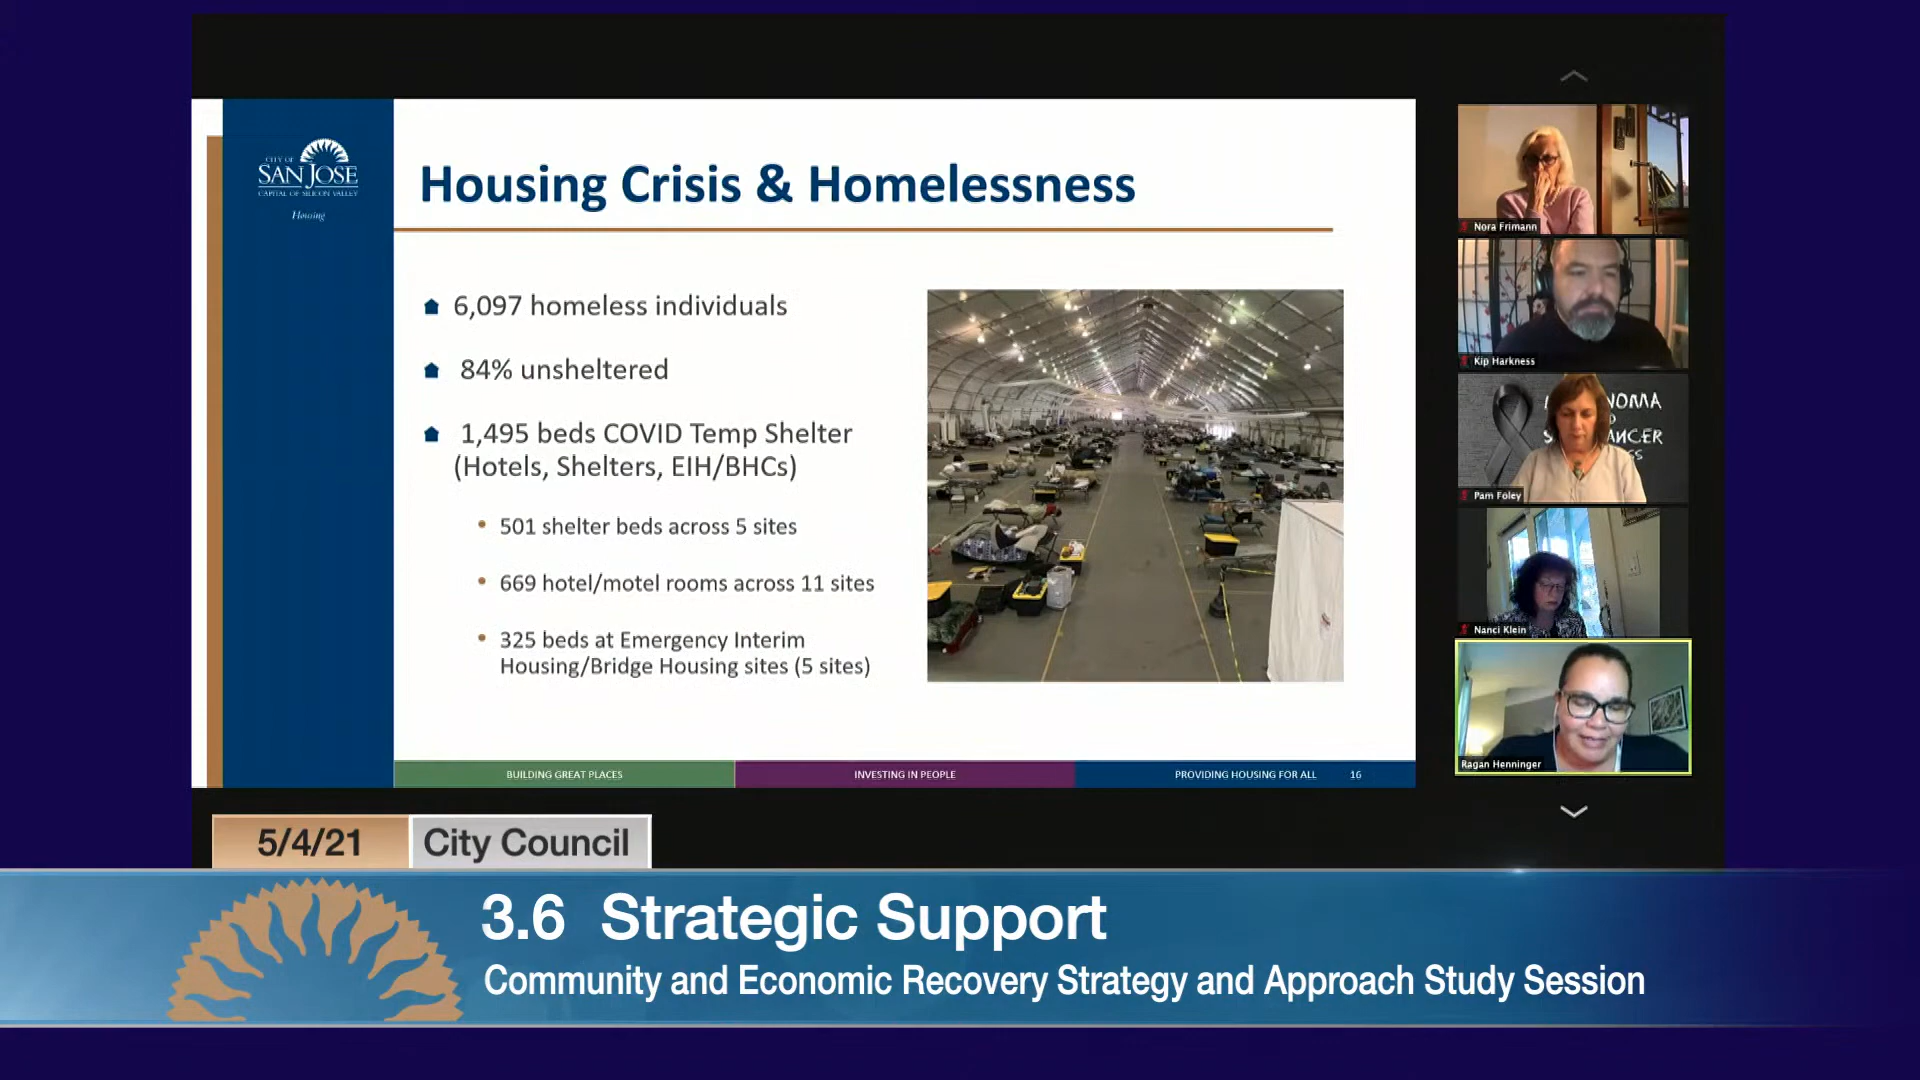 CITY OF
SAN JOSE
CAPITAL OF SILICON VALLEY
Housing
Housing Crisis & Homelessness
6,097 homeless individuals
84% unsheltered
1,495 beds COVID Temp Shelter
(Hotels, Shelters, EIH/BHCs)
501 shelter beds across 5 sites
669 hotel/motel rooms across 11 sites
325 beds at Emergency Interim
Housing/Bridge Housing sites (5 sites)
BUILDING GREAT PLACES
INVESTING IN PEOPLE
PROVIDING HOUSING FOR ALL 16
Nora Frimann
Kip Harkness
Pam Foley
Nanci Klein
Ragan Henninger
5/4/21 City Council
3.6 Strategic Support
Community and Economic Recovery Strategy and Approach Study Session